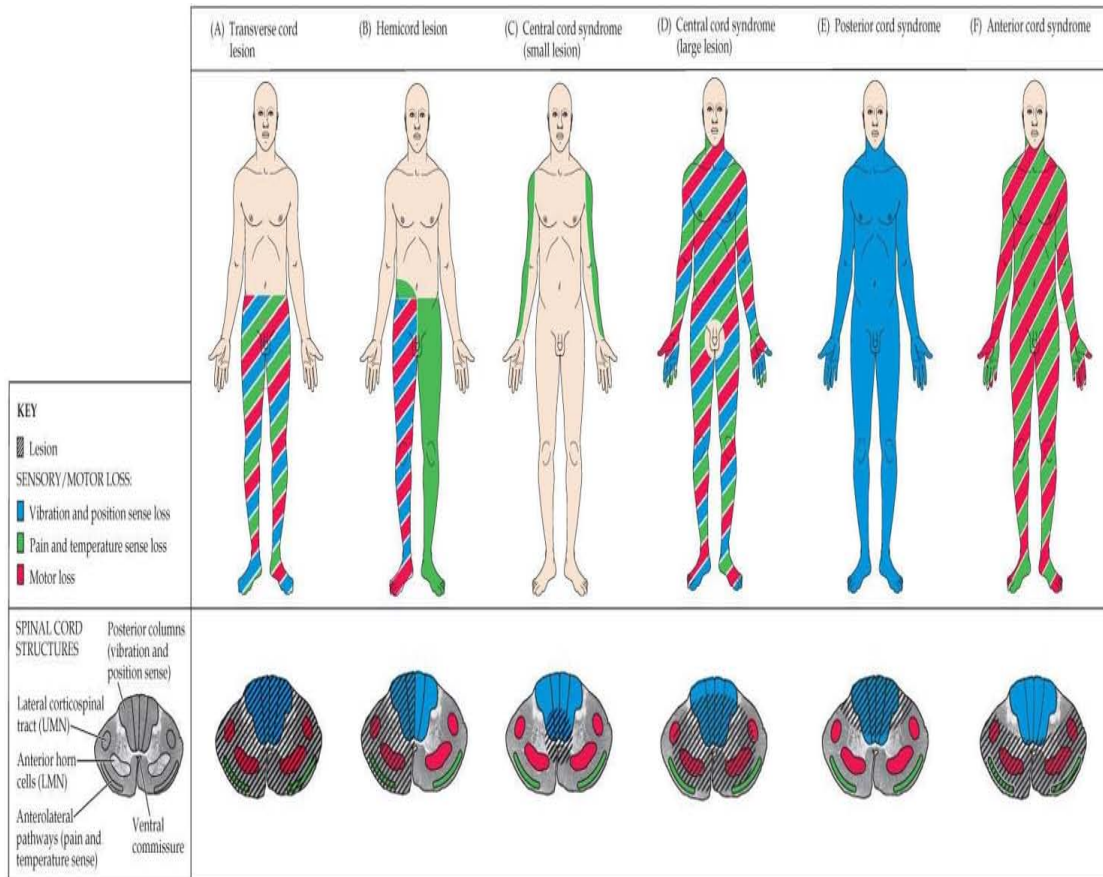 (A) Transverse cord
lesion
(B) Hemicord lesion
(C) Central cord syndrome
(small lesion)
(D) Central cord syndrome
(large lesion)
(E) Posterior cord syndrome
(F) Anterior cord syndrome
KEY
Lesion
SENSORY/MOTOR LOSS:
Vibration and position sense loss
Pain and temperature sense loss
Motor loss
SPINAL CORD
STRUCTURES
Posterior columns
(vibration and
position sense)
Lateral corticospinal
tract (UMN)
Anterior horn
cells (LMN)
Anterolateral
pathways (pain and
temperature sense)
Ventral
commissure